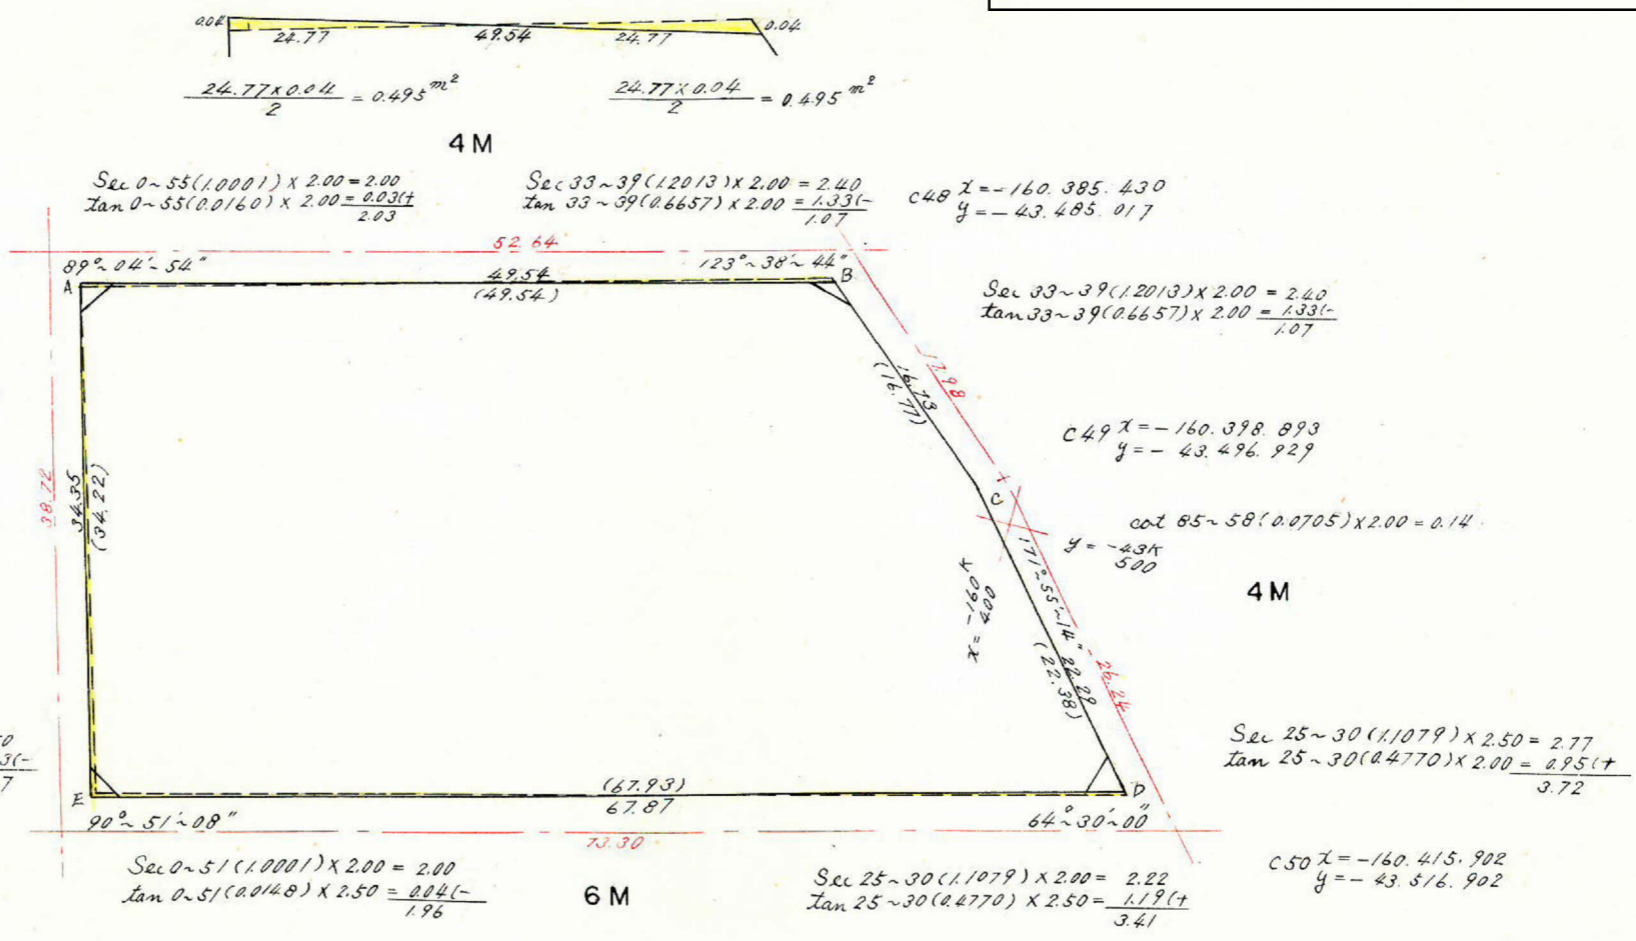 0.04
0.04
24.77 49.54 24.77
24.77×0.04/2 = 0.495 m²
24.77×0.04/2 = 0.495 m²
4M
Sec 0~55(1.0001) × 2.00 = 2.00
tan 0~55(0.0160) × 2.00 = 0.03(+
2.03
Sec 33~39(1.2013) × 2.00 = 2.40
tan 33~39(0.6657) × 2.00 = 1.33(-
1.07
C48 x = -160.385.430
y = -43.485.017
52.64
89°~04'~54"
123°~38'~44"
A
49.54
(49.54)
B
Sec 33~39(1.2013) × 2.00 = 2.40
tan 33~39(0.6657) × 2.00 = 1.33(-
1.07
16.73
(16.77)
C49 x = -160.398.893
y = -43.496.929
38.72
34.35
(34.22)
C
cot 85~58(0.0705) × 2.00 = 0.14
y = -43K
500
x = -160K
400
171°~55'~14"
22.29
(22.38)
26.24
4M
Sec 25~30(1.1079) × 2.50 = 2.77
tan 25~30(0.4770) × 2.00 = 0.95(+
3.72
E
(67.93)
67.87
D
90°~51'~08"
64°~30'~00"
73.30
Sec 0~51(1.0001) × 2.00 = 2.00
tan 0~51(0.0148) × 2.50 = 0.04(-
1.96
6M
Sec 25~30(1.1079) × 2.00 = 2.22
tan 25~30(0.4770) × 2.50 = 1.19(+
3.41
C50 x = -160.415.902
y = -43.516.902